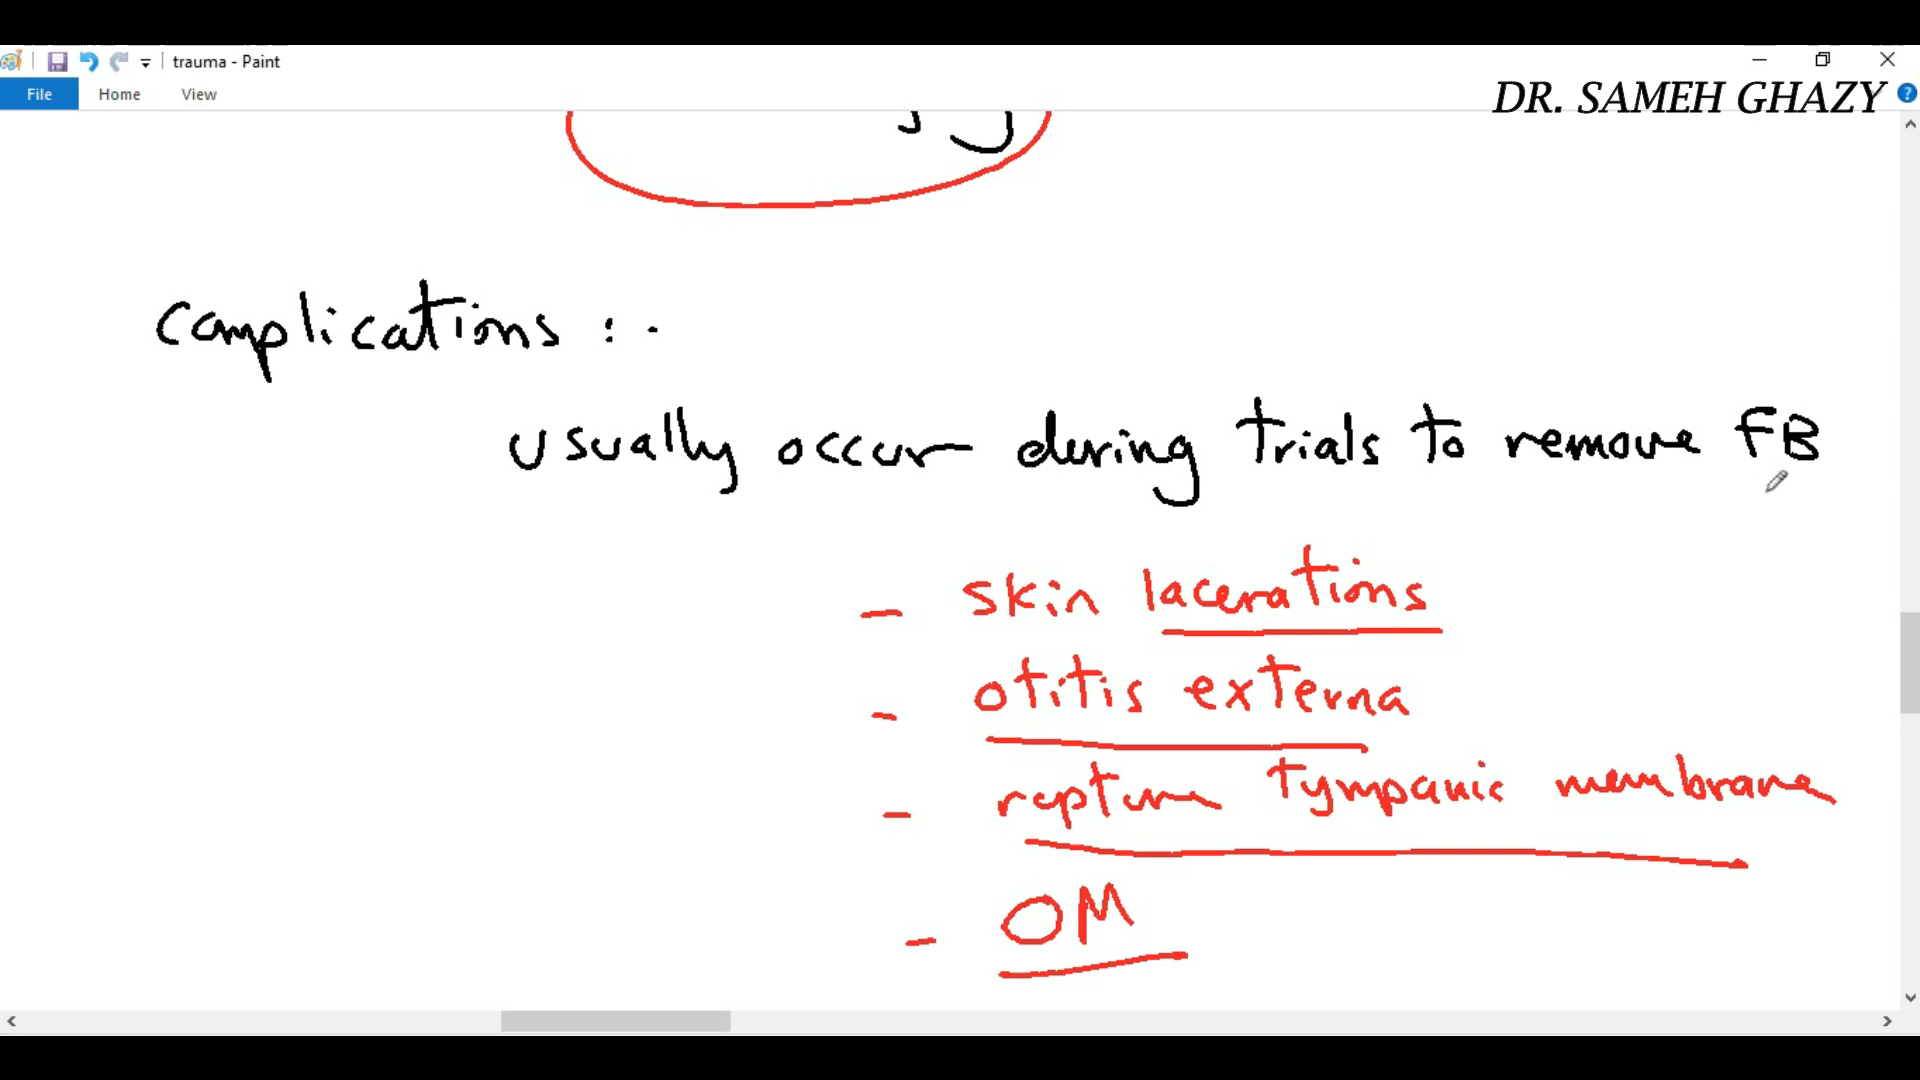 trauma - Paint
File Home View
DR. SAMEH GHAZY
Complications :-
usually occur during trials to remove FB
- skin lacerations
- otitis externa
- rupture tympanic membrane
- OM